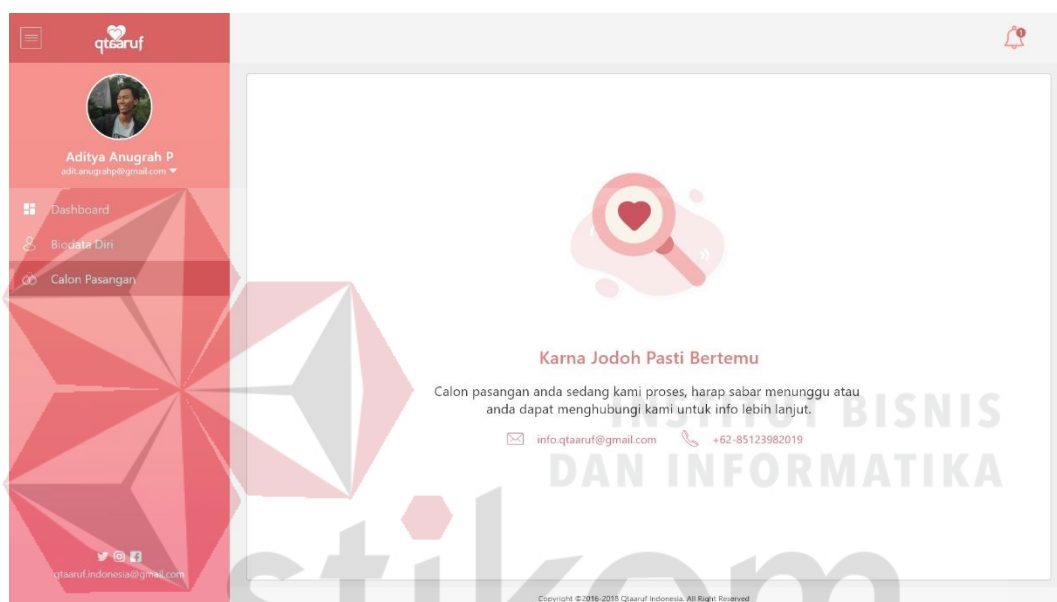 qtaaruf
1
Aditya Anugrah P
adit.anugrahp@gmail.com
Dashboard
Biodata Diri
Calon Pasangan
Karna Jodoh Pasti Bertemu
Calon pasangan anda sedang kami proses, harap sabar menunggu atau
anda dapat menghubungi kami untuk info lebih lanjut.
info.qtaaruf@gmail.com +62-85123982019
INSTITUT BISNIS
DAN INFORMATIKA
stikom
qtaaruf.indonesia@gmail.com
Copyright ©2016-2018 Qtaaruf Indonesia. All Right Reserved